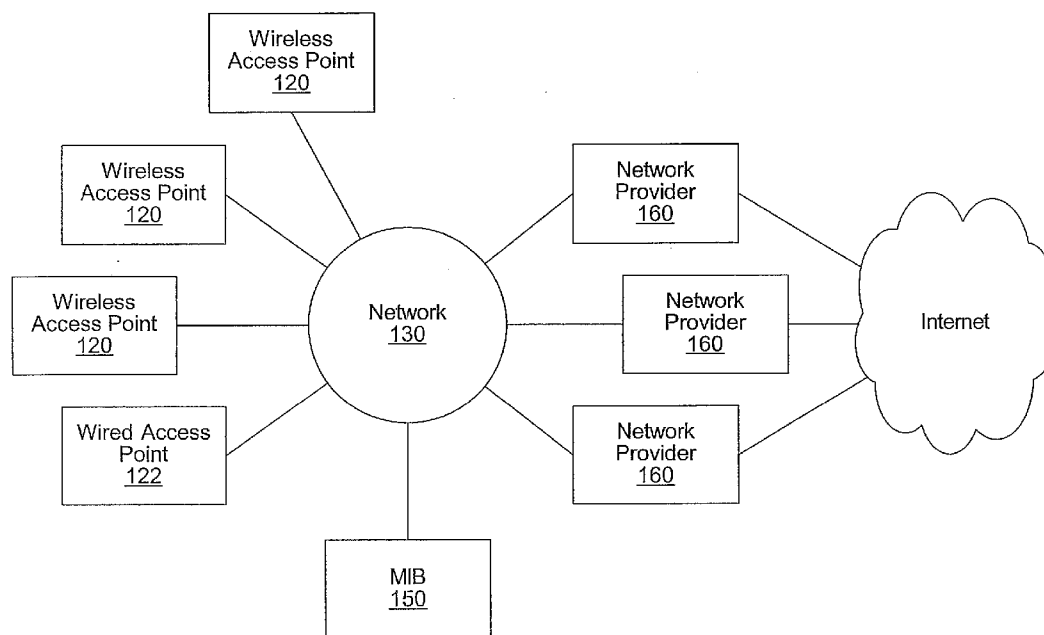 Wireless
Access Point
120
Wireless
Access Point
120
Wireless
Access Point
120
Wired Access
Point
122
Network
130
MIB
150
Network
Provider
160
Network
Provider
160
Network
Provider
160
Internet